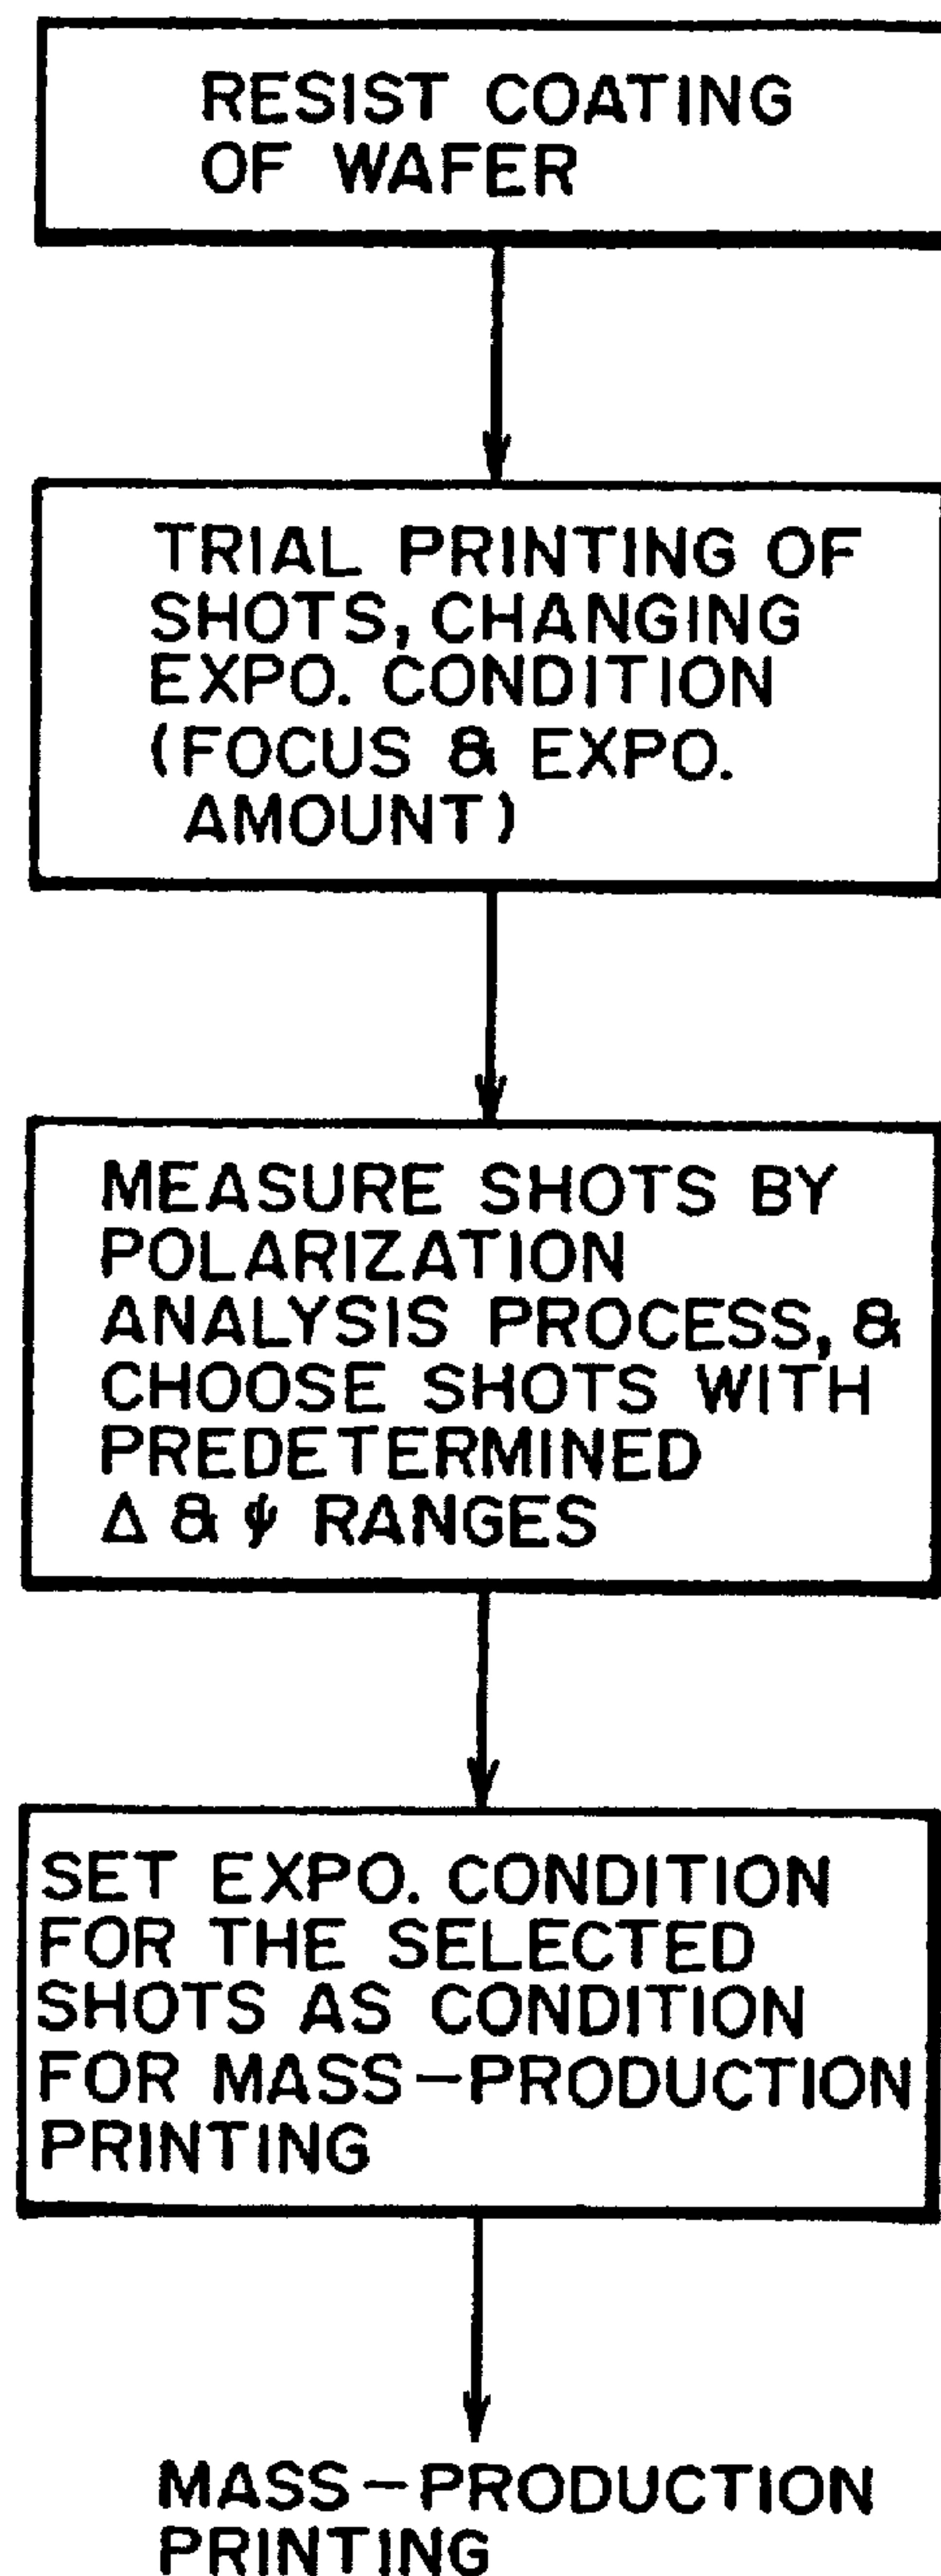 RESIST COATING
OF WAFER
TRIAL PRINTING OF
SHOTS, CHANGING
EXPO. CONDITION
(FOCUS & EXPO.
AMOUNT)
MEASURE SHOTS BY
POLARIZATION
ANALYSIS PROCESS, &
CHOOSE SHOTS WITH
PREDETERMINED
Δ & ψ RANGES
SET EXPO. CONDITION
FOR THE SELECTED
SHOTS AS CONDITION
FOR MASS-PRODUCTION
PRINTING
MASS-PRODUCTION
PRINTING